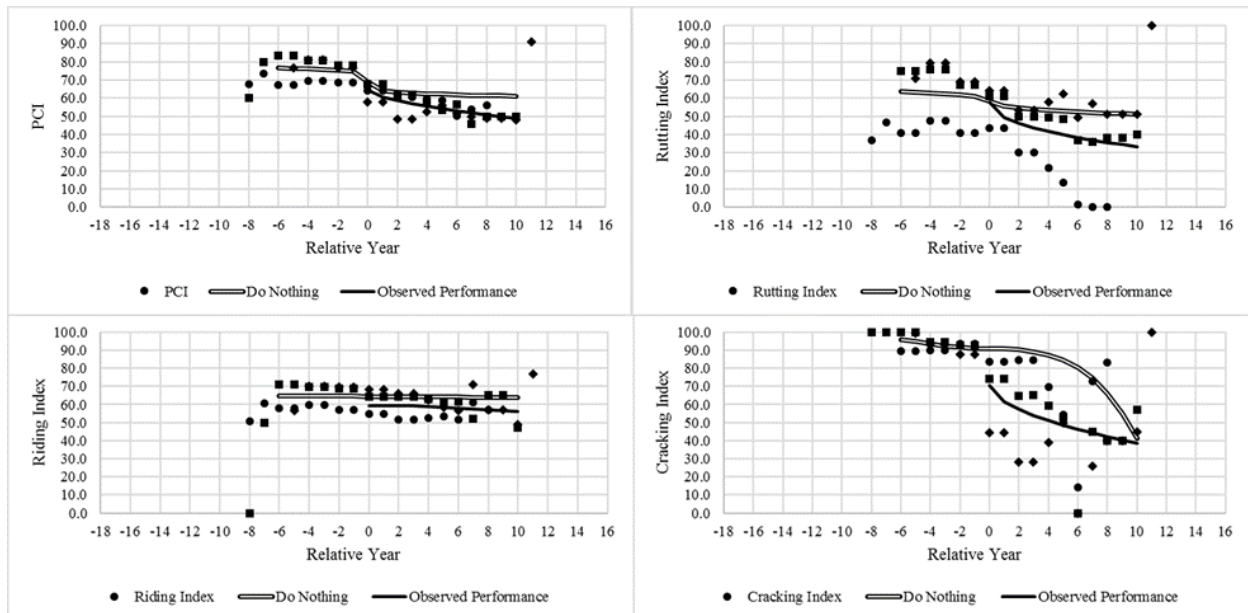 100.0
90.0
80.0
70.0
60.0
50.0
40.0
30.0
20.0
10.0
0.0
PCI
-18 -16 -14 -12 -10 -8 -6 -4 -2 0 2 4 6 8 10 12 14 16
Relative Year
PCI Do Nothing Observed Performance
100.0
90.0
80.0
70.0
60.0
50.0
40.0
30.0
20.0
10.0
0.0
Rutting Index
-18 -16 -14 -12 -10 -8 -6 -4 -2 0 2 4 6 8 10 12 14 16
Relative Year
Rutting Index Do Nothing Observed Performance
100.0
90.0
80.0
70.0
60.0
50.0
40.0
30.0
20.0
10.0
0.0
Riding Index
-18 -16 -14 -12 -10 -8 -6 -4 -2 0 2 4 6 8 10 12 14 16
Relative Year
Riding Index Do Nothing Observed Performance
100.0
90.0
80.0
70.0
60.0
50.0
40.0
30.0
20.0
10.0
0.0
Cracking Index
-18 -16 -14 -12 -10 -8 -6 -4 -2 0 2 4 6 8 10 12 14 16
Relative Year
Cracking Index Do Nothing Observed Performance